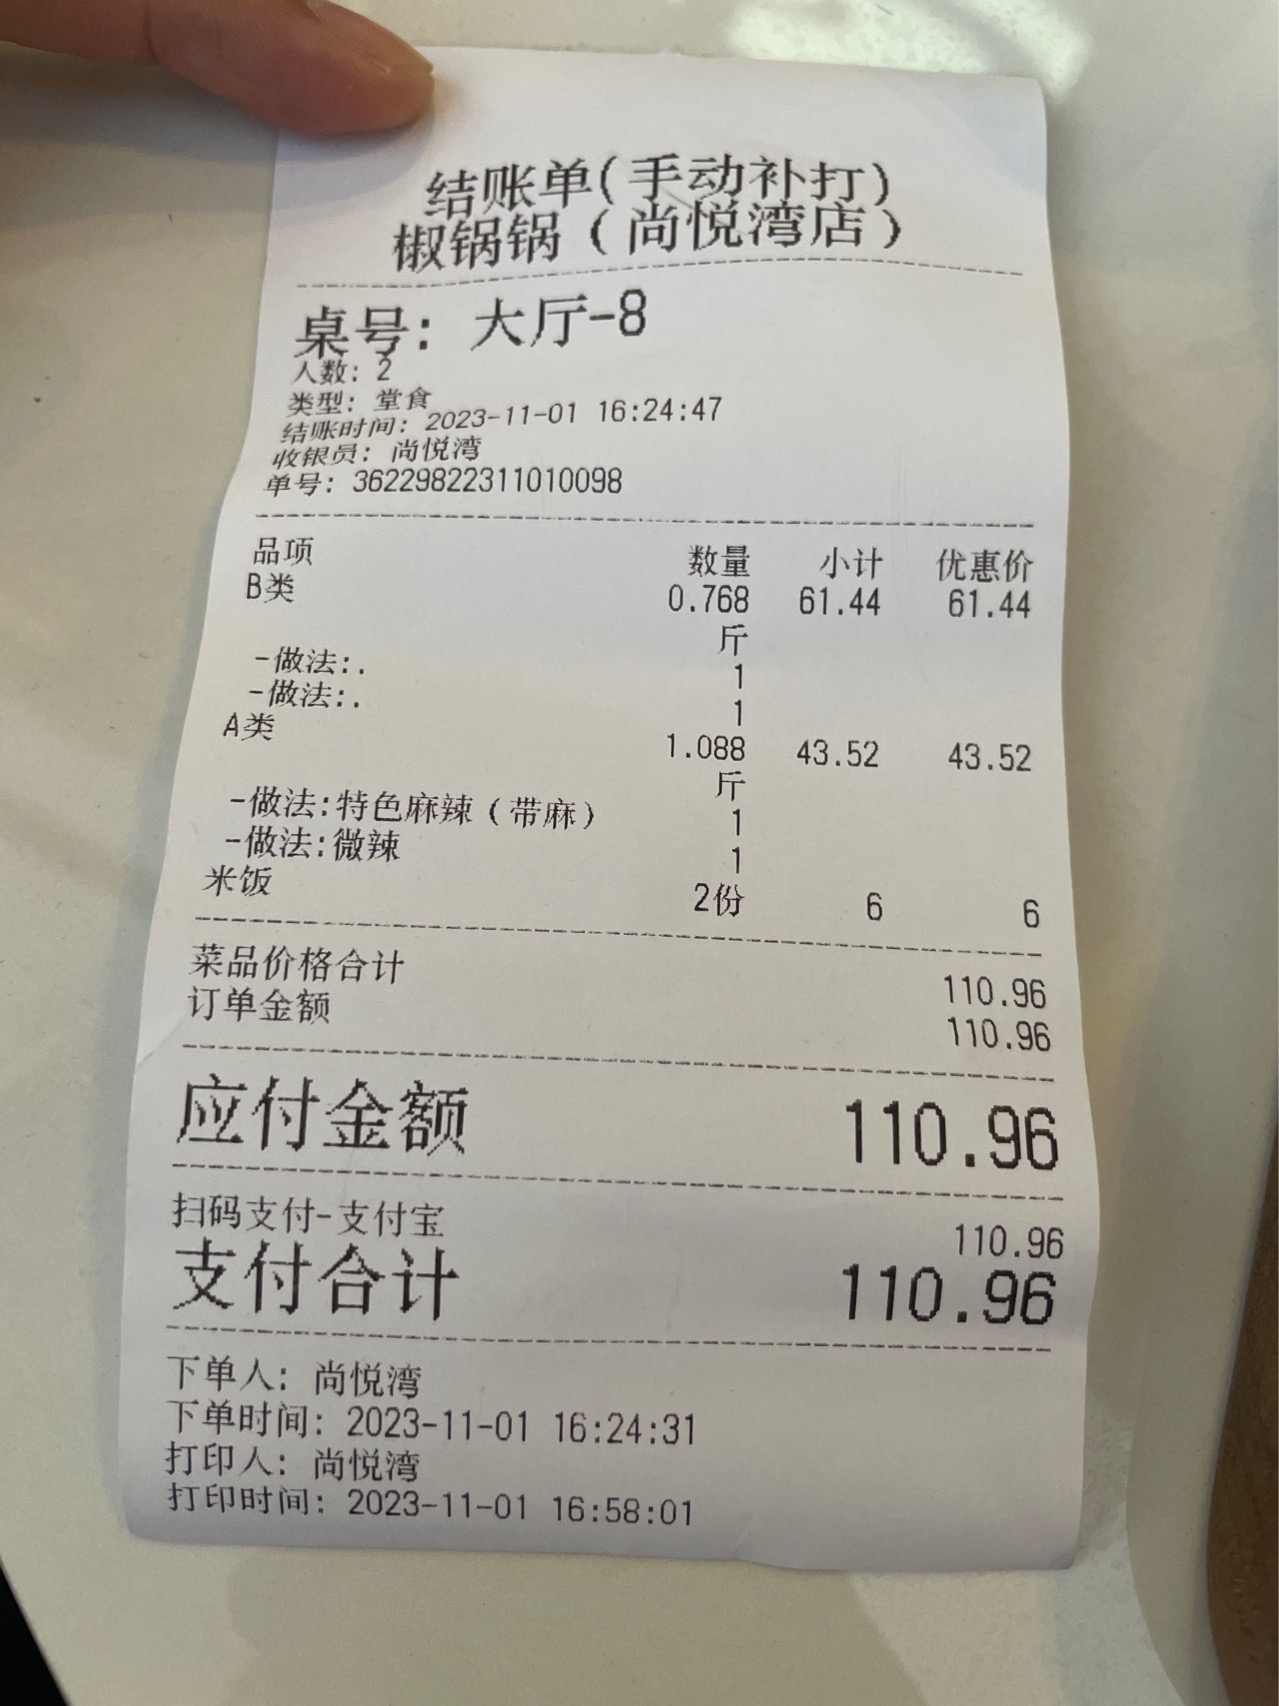 结账单(手动补打)
椒锅锅（尚悦湾店）
桌号: 大厅-8
人数: 2
类型: 堂食
结账时间: 2023-11-01 16:24:47
收银员: 尚悦湾
单号: 36229822311010098
品项 数量 小计 优惠价
B类 0.768 61.44 61.44
斤
-做法:. 1
-做法:. 1
A类 1.088 43.52 43.52
斤
-做法:特色麻辣（带麻） 1
-做法:微辣 1
米饭 2份 6 6
菜品价格合计 110.96
订单金额 110.96
应付金额 110.96
扫码支付-支付宝 110.96
支付合计 110.96
下单人: 尚悦湾
下单时间: 2023-11-01 16:24:31
打印人: 尚悦湾
打印时间: 2023-11-01 16:58:01